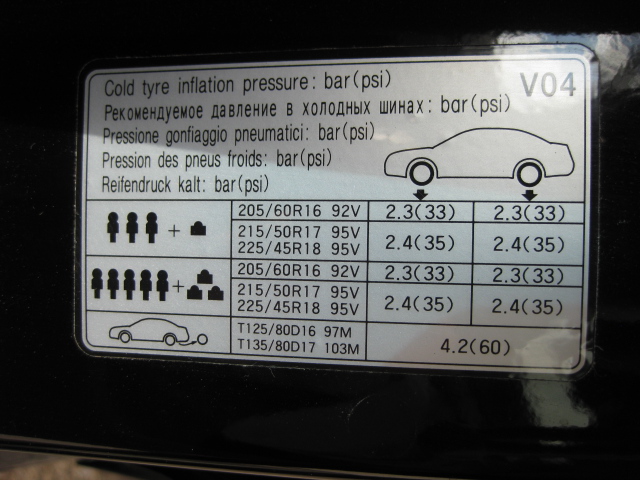 Cold tyre inflation pressure: bar(psi)
V04
Рекомендуемое давление в холодных шинах: bar(psi)
Pressione gonfiaggio pneumatici: bar(psi)
Pression des pneus froids: bar(psi)
Reifendruck kalt: bar(psi)
+ 205/60R16 92V 2.3(33) 2.3(33)
215/50R17 95V 2.4(35) 2.4(35)
225/45R18 95V
+ 205/60R16 92V 2.3(33) 2.3(33)
215/50R17 95V 2.4(35) 2.4(35)
225/45R18 95V
T125/80D16 97M 4.2(60)
T135/80D17 103M